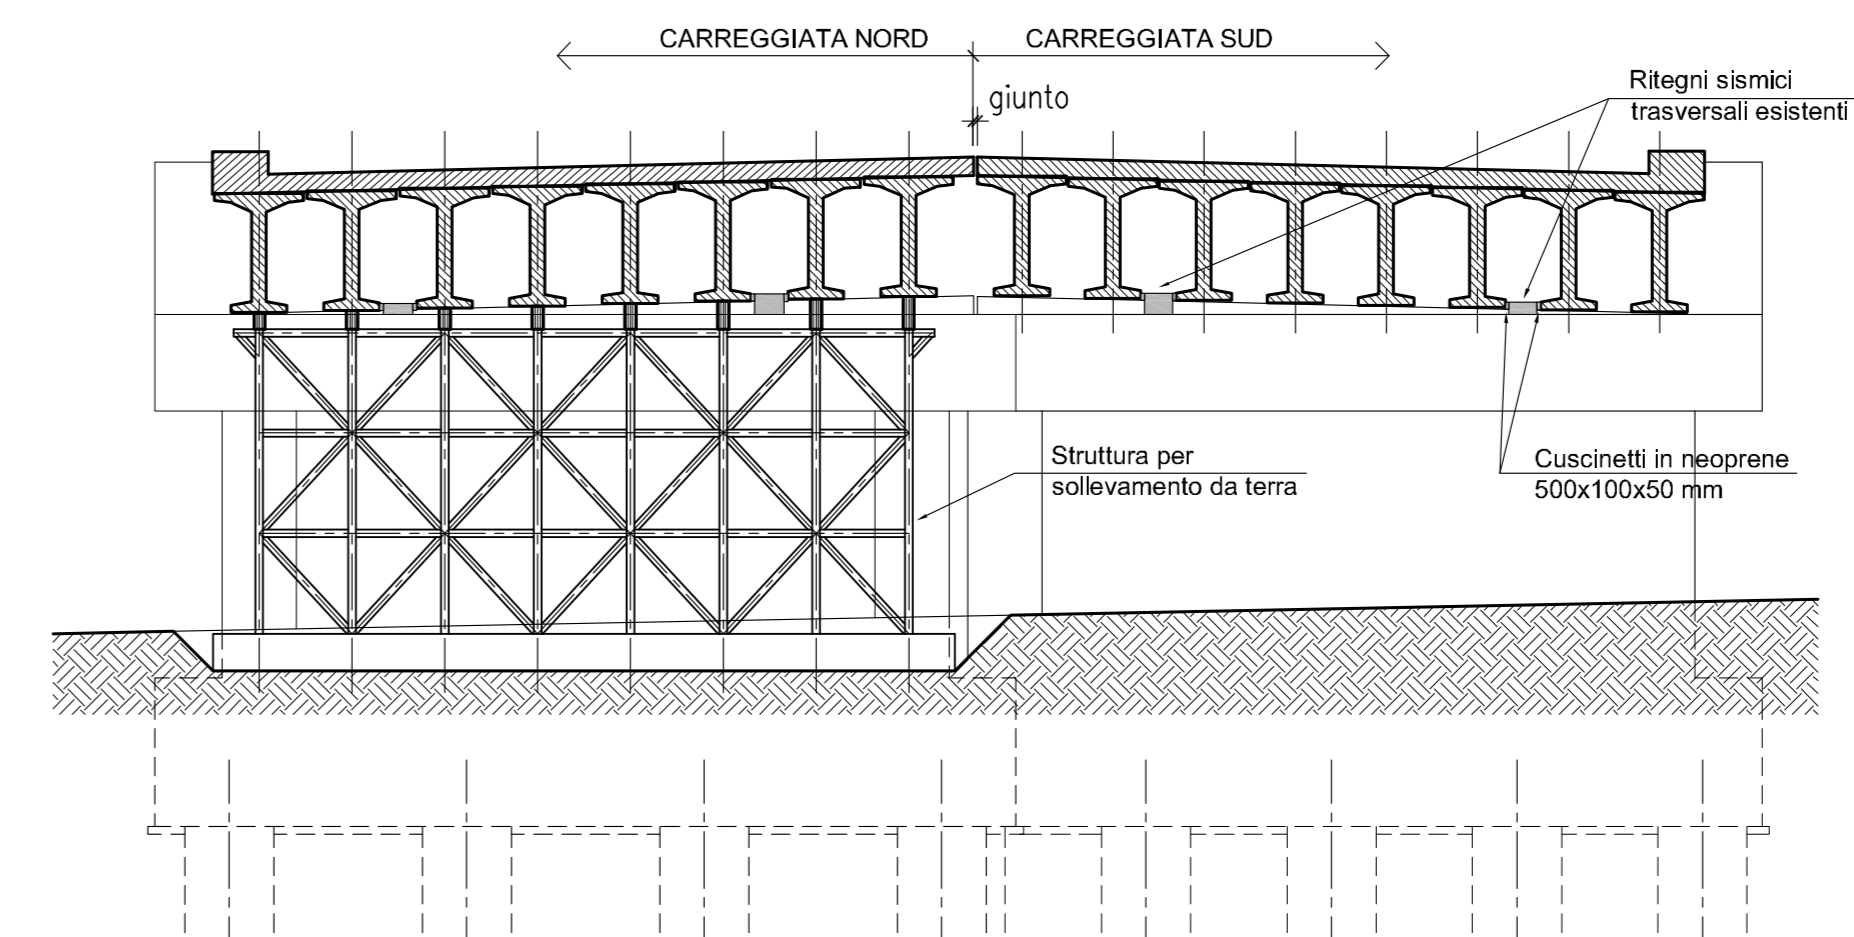 CARREGGIATA NORD
CARREGGIATA SUD
giunto
Ritegni sismici
trasversali esistenti
Struttura per
sollevamento da terra
Cuscinetti in neoprene
500x100x50 mm